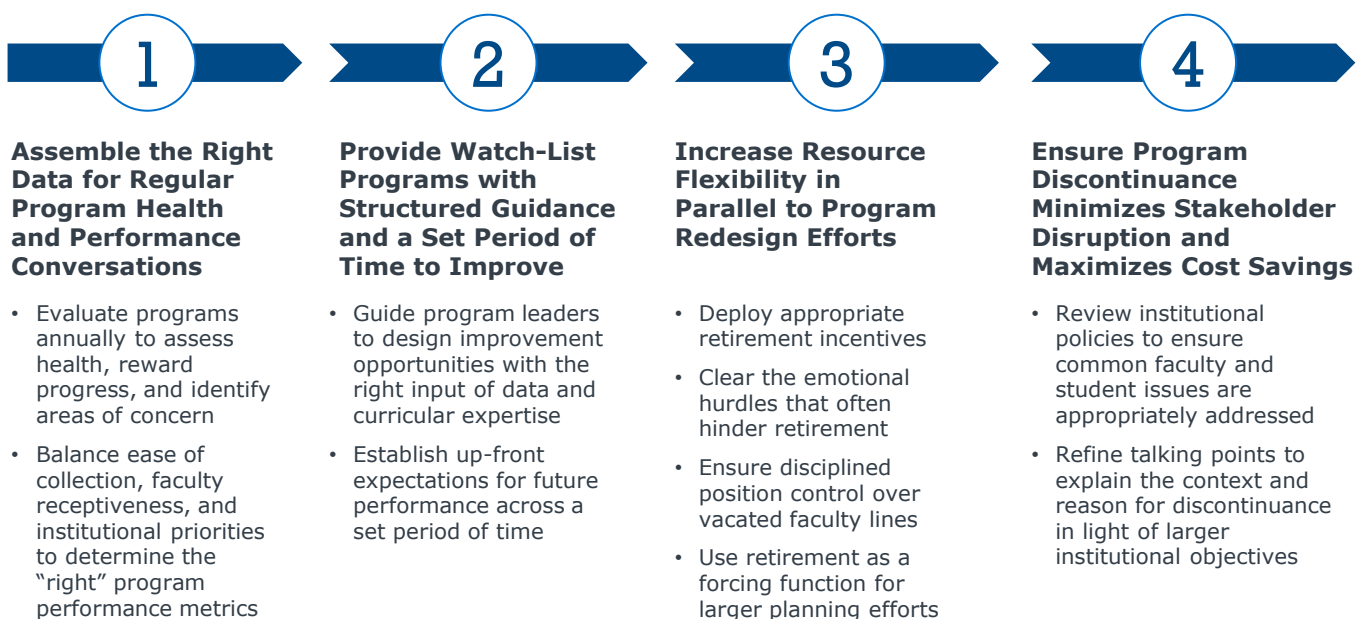 1
Assemble the Right
Data for Regular
Program Health
and Performance
Conversations
• Evaluate programs
annually to assess
health, reward
progress, and identify
areas of concern
• Balance ease of
collection, faculty
receptiveness, and
institutional priorities
to determine the
“right” program
performance metrics
2
Provide Watch-List
Programs with
Structured Guidance
and a Set Period of
Time to Improve
• Guide program leaders
to design improvement
opportunities with the
right input of data and
curricular expertise
• Establish up-front
expectations for future
performance across a
set period of time
3
Increase Resource
Flexibility in
Parallel to Program
Redesign Efforts
• Deploy appropriate
retirement incentives
• Clear the emotional
hurdles that often
hinder retirement
• Ensure disciplined
position control over
vacated faculty lines
• Use retirement as a
forcing function for
larger planning efforts
4
Ensure Program
Discontinuance
Minimizes Stakeholder
Disruption and
Maximizes Cost Savings
• Review institutional
policies to ensure
common faculty and
student issues are
appropriately addressed
• Refine talking points to
explain the context and
reason for discontinuance
in light of larger
institutional objectives